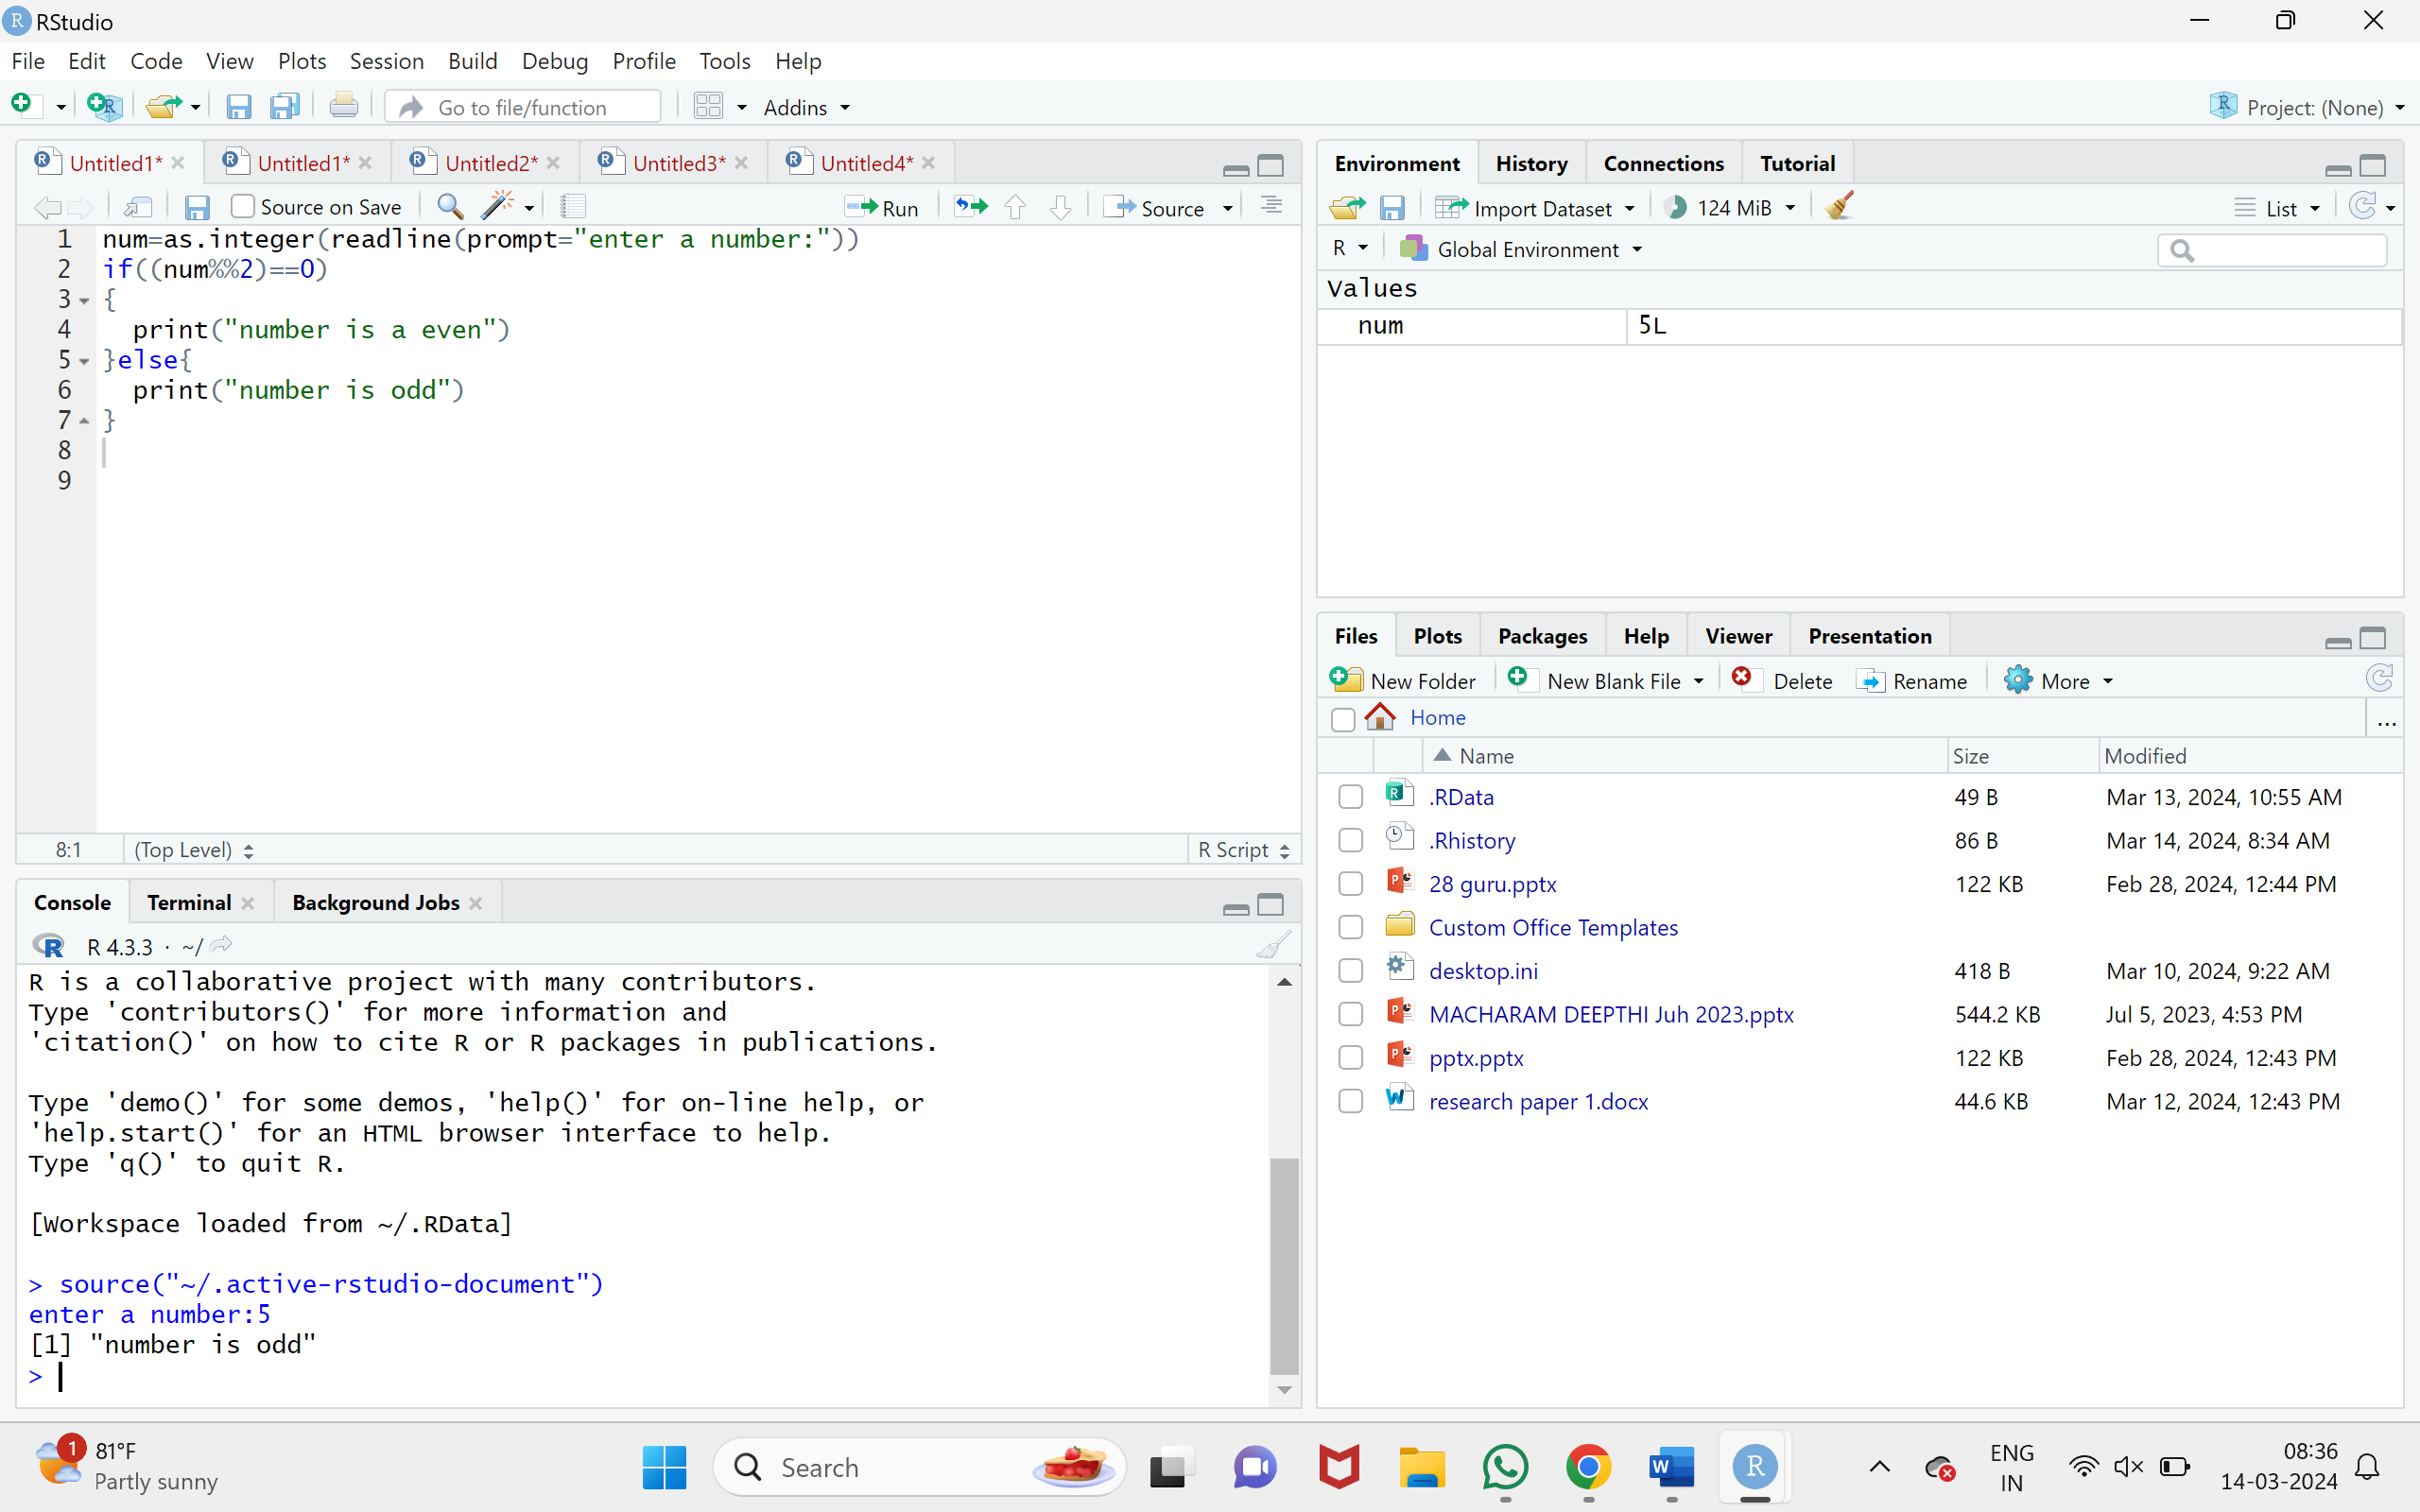 RStudio
File Edit Code View Plots Session Build Debug Profile Tools Help
Go to file/function Addins Project: (None)
Untitled1* Untitled1* Untitled2* Untitled3* Untitled4*
Source on Save Run Source
1 num=as.integer(readline(prompt="enter a number:"))
2 if((num%%2)==0)
3 {
4   print("number is a even")
5 }else{
6   print("number is odd")
7 }
8
9
8:1 (Top Level) R Script
Console Terminal Background Jobs
R 4.3.3 · ~/
R is a collaborative project with many contributors.
Type 'contributors()' for more information and
'citation()' on how to cite R or R packages in publications.
Type 'demo()' for some demos, 'help()' for on-line help, or
'help.start()' for an HTML browser interface to help.
Type 'q()' to quit R.
[Workspace loaded from ~/.RData]
> source("~/.active-rstudio-document")
enter a number:5
[1] "number is odd"
>
Environment History Connections Tutorial
Import Dataset 124 MiB List
R Global Environment
Values
num 5L
Files Plots Packages Help Viewer Presentation
New Folder New Blank File Delete Rename More
Home ...
Name Size Modified
.RData 49 B Mar 13, 2024, 10:55 AM
.Rhistory 86 B Mar 14, 2024, 8:34 AM
28 guru.pptx 122 KB Feb 28, 2024, 12:44 PM
Custom Office Templates
desktop.ini 418 B Mar 10, 2024, 9:22 AM
MACHARAM DEEPTHI Juh 2023.pptx 544.2 KB Jul 5, 2023, 4:53 PM
pptx.pptx 122 KB Feb 28, 2024, 12:43 PM
research paper 1.docx 44.6 KB Mar 12, 2024, 12:43 PM
1 81°F
Partly sunny
Search
ENG
IN
08:36
14-03-2024